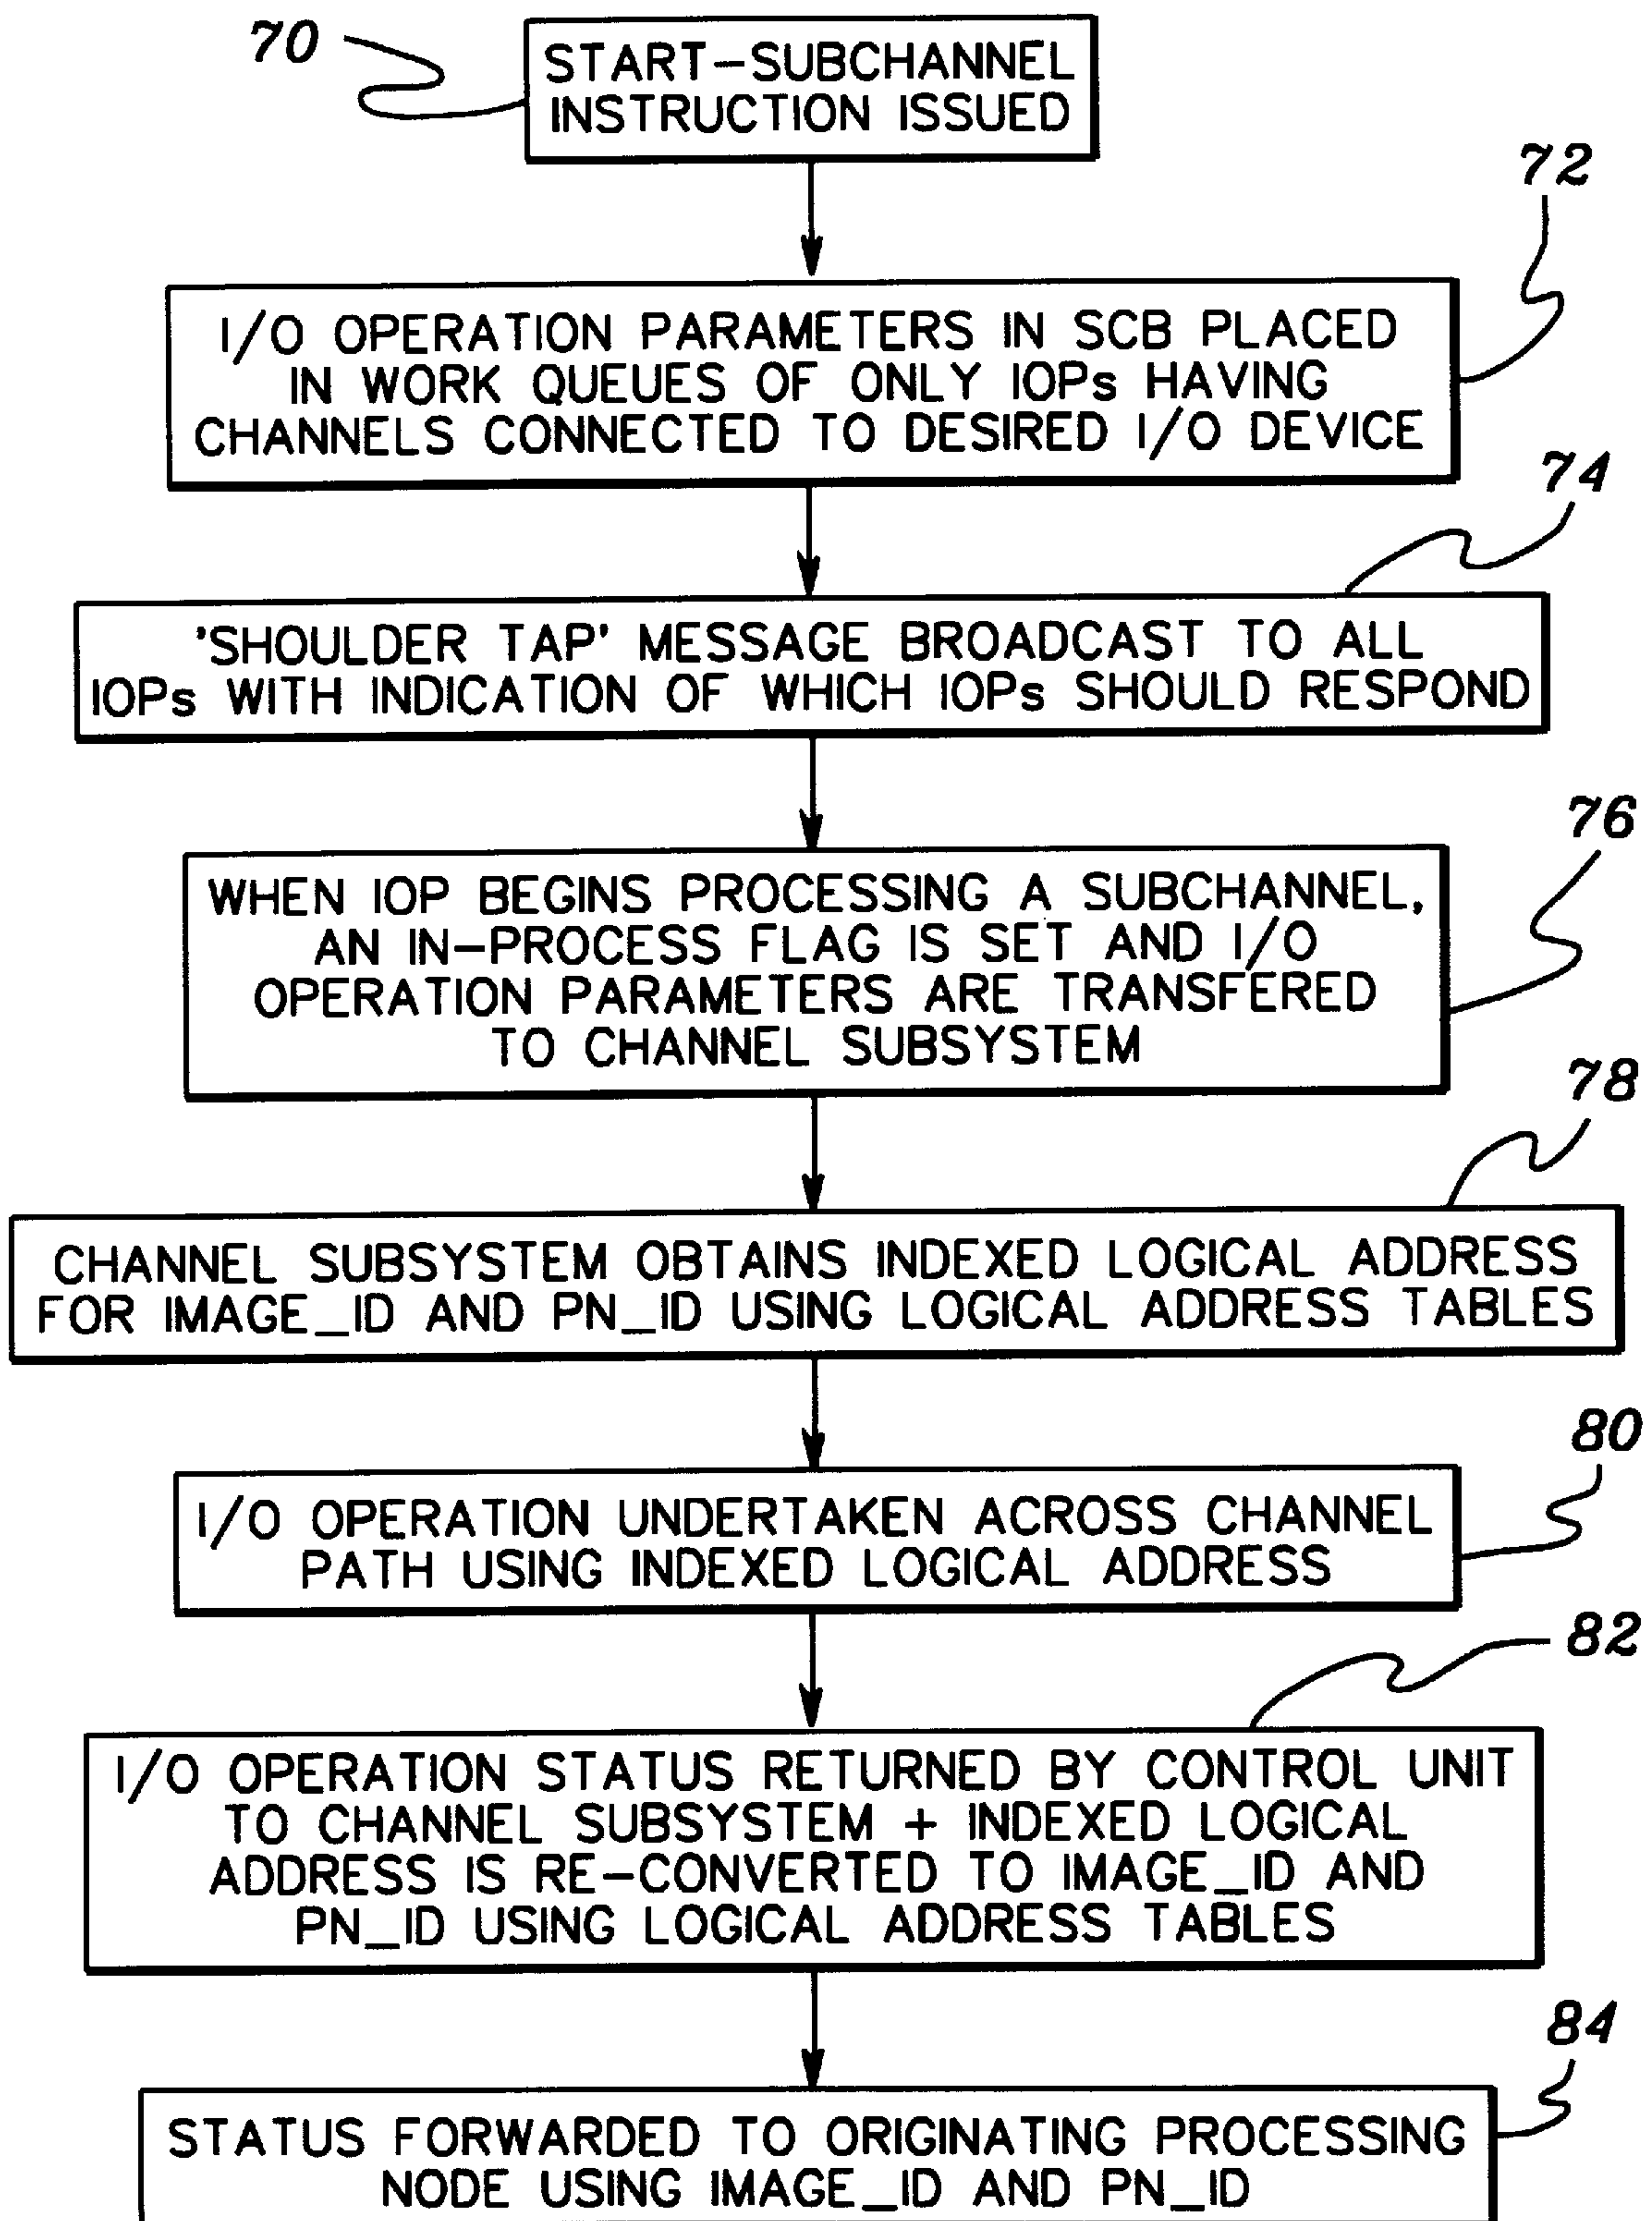 70
START-SUBCHANNEL
INSTRUCTION ISSUED
72
I/O OPERATION PARAMETERS IN SCB PLACED
IN WORK QUEUES OF ONLY IOPs HAVING
CHANNELS CONNECTED TO DESIRED I/O DEVICE
74
'SHOULDER TAP' MESSAGE BROADCAST TO ALL
IOPs WITH INDICATION OF WHICH IOPs SHOULD RESPOND
76
WHEN IOP BEGINS PROCESSING A SUBCHANNEL,
AN IN-PROCESS FLAG IS SET AND I/O
OPERATION PARAMETERS ARE TRANSFERED
TO CHANNEL SUBSYSTEM
78
CHANNEL SUBSYSTEM OBTAINS INDEXED LOGICAL ADDRESS
FOR IMAGE_ID AND PN_ID USING LOGICAL ADDRESS TABLES
80
I/O OPERATION UNDERTAKEN ACROSS CHANNEL
PATH USING INDEXED LOGICAL ADDRESS
82
I/O OPERATION STATUS RETURNED BY CONTROL UNIT
TO CHANNEL SUBSYSTEM + INDEXED LOGICAL
ADDRESS IS RE-CONVERTED TO IMAGE_ID AND
PN_ID USING LOGICAL ADDRESS TABLES
84
STATUS FORWARDED TO ORIGINATING PROCESSING
NODE USING IMAGE_ID AND PN_ID